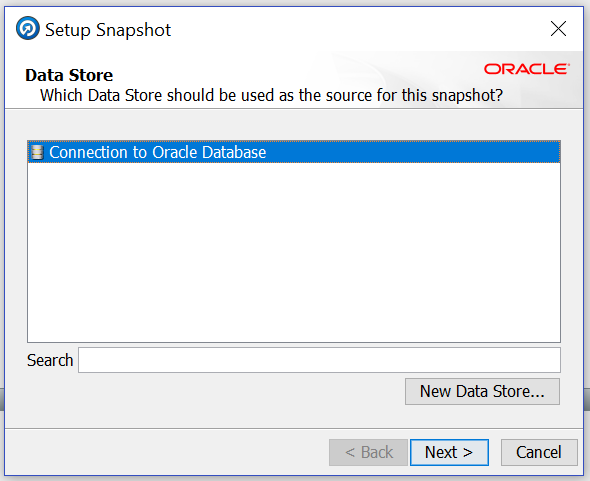 Setup Snapshot
Data Store
ORACLE
Which Data Store should be used as the source for this snapshot?
Connection to Oracle Database
Search
New Data Store...
< Back Next > Cancel